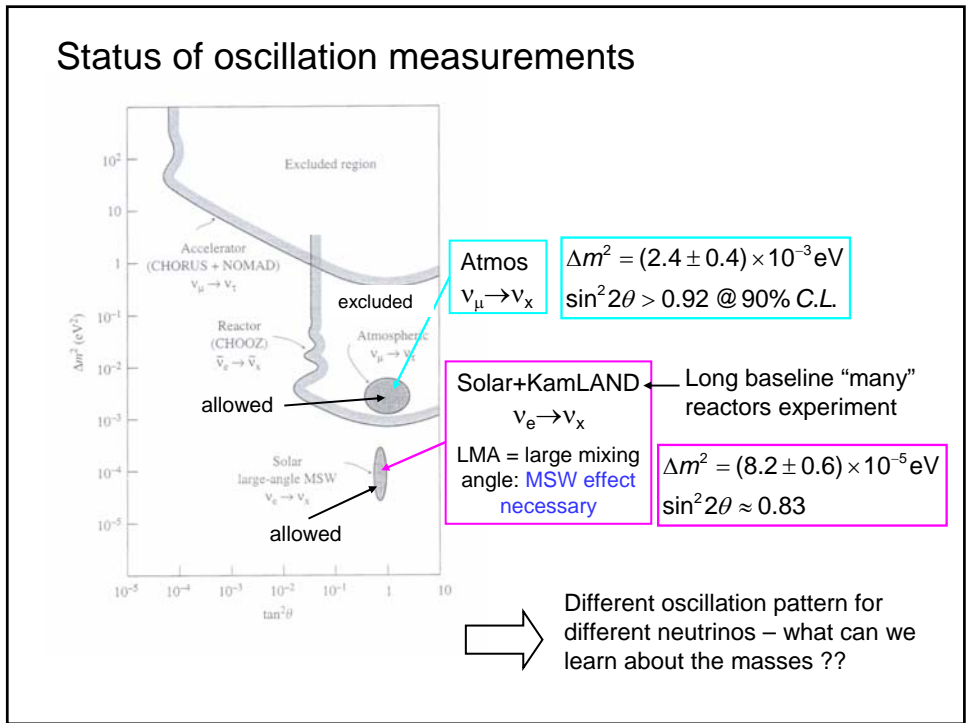 Status of oscillation measurements
Excluded region
Accelerator
(CHORUS + NOMAD)
νμ → ντ
excluded
Reactor
(CHOOZ)
ν̄e → ν̄x
Atmospheric
νμ → ντ
allowed
Solar
large-angle MSW
νe → νx
allowed
Δm² (eV²)
10²
10
1
10⁻¹
10⁻²
10⁻³
10⁻⁴
10⁻⁵
10⁻⁵ 10⁻⁴ 10⁻³ 10⁻² 10⁻¹ 1 10
tan²θ
Atmos
νμ→νx
Δm² = (2.4 ± 0.4) × 10⁻³ eV
sin² 2θ > 0.92 @ 90% C.L.
Solar+KamLAND
νe→νx
LMA = large mixing
angle: MSW effect
necessary
Long baseline “many”
reactors experiment
Δm² = (8.2 ± 0.6) × 10⁻⁵ eV
sin² 2θ ≈ 0.83
Different oscillation pattern for
different neutrinos – what can we
learn about the masses ??